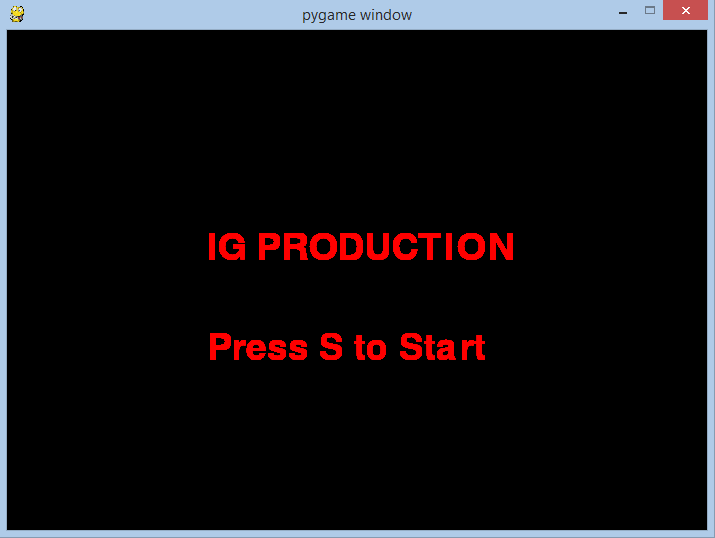 pygame window
IG PRODUCTION
Press S to Start